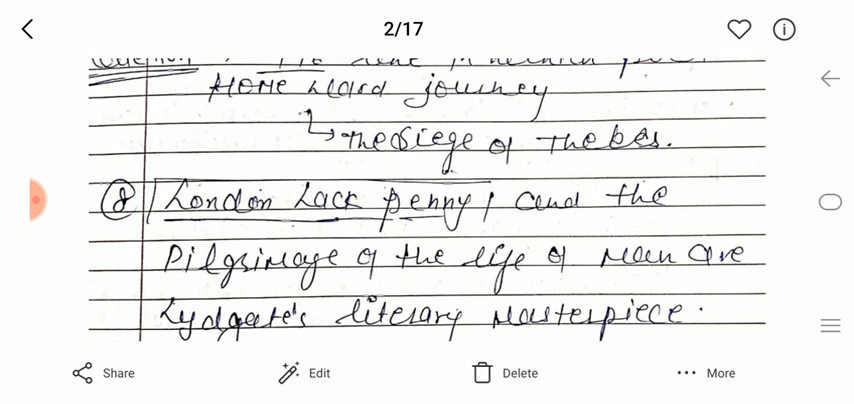 2/17
Home ward journey
↳ The Siege of Thebes.
⑧ London Lack penny, and the
Pilgrimage of the life of Man are
Lydgate's literary Masterpiece.
Share Edit Delete More